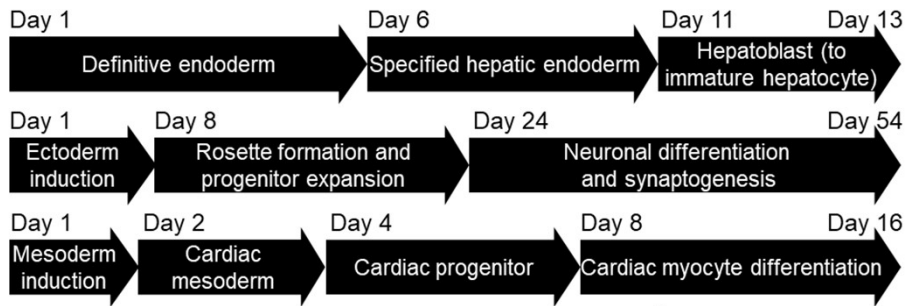 Day 1 Day 6 Day 11 Day 13
Definitive endoderm Specified hepatic endoderm Hepatoblast (to
immature hepatocyte)
Day 1 Day 8 Day 24 Day 54
Ectoderm Rosette formation and Neuronal differentiation
induction progenitor expansion and synaptogenesis
Day 1 Day 2 Day 4 Day 8 Day 16
Mesoderm Cardiac Cardiac progenitor Cardiac myocyte differentiation
induction mesoderm